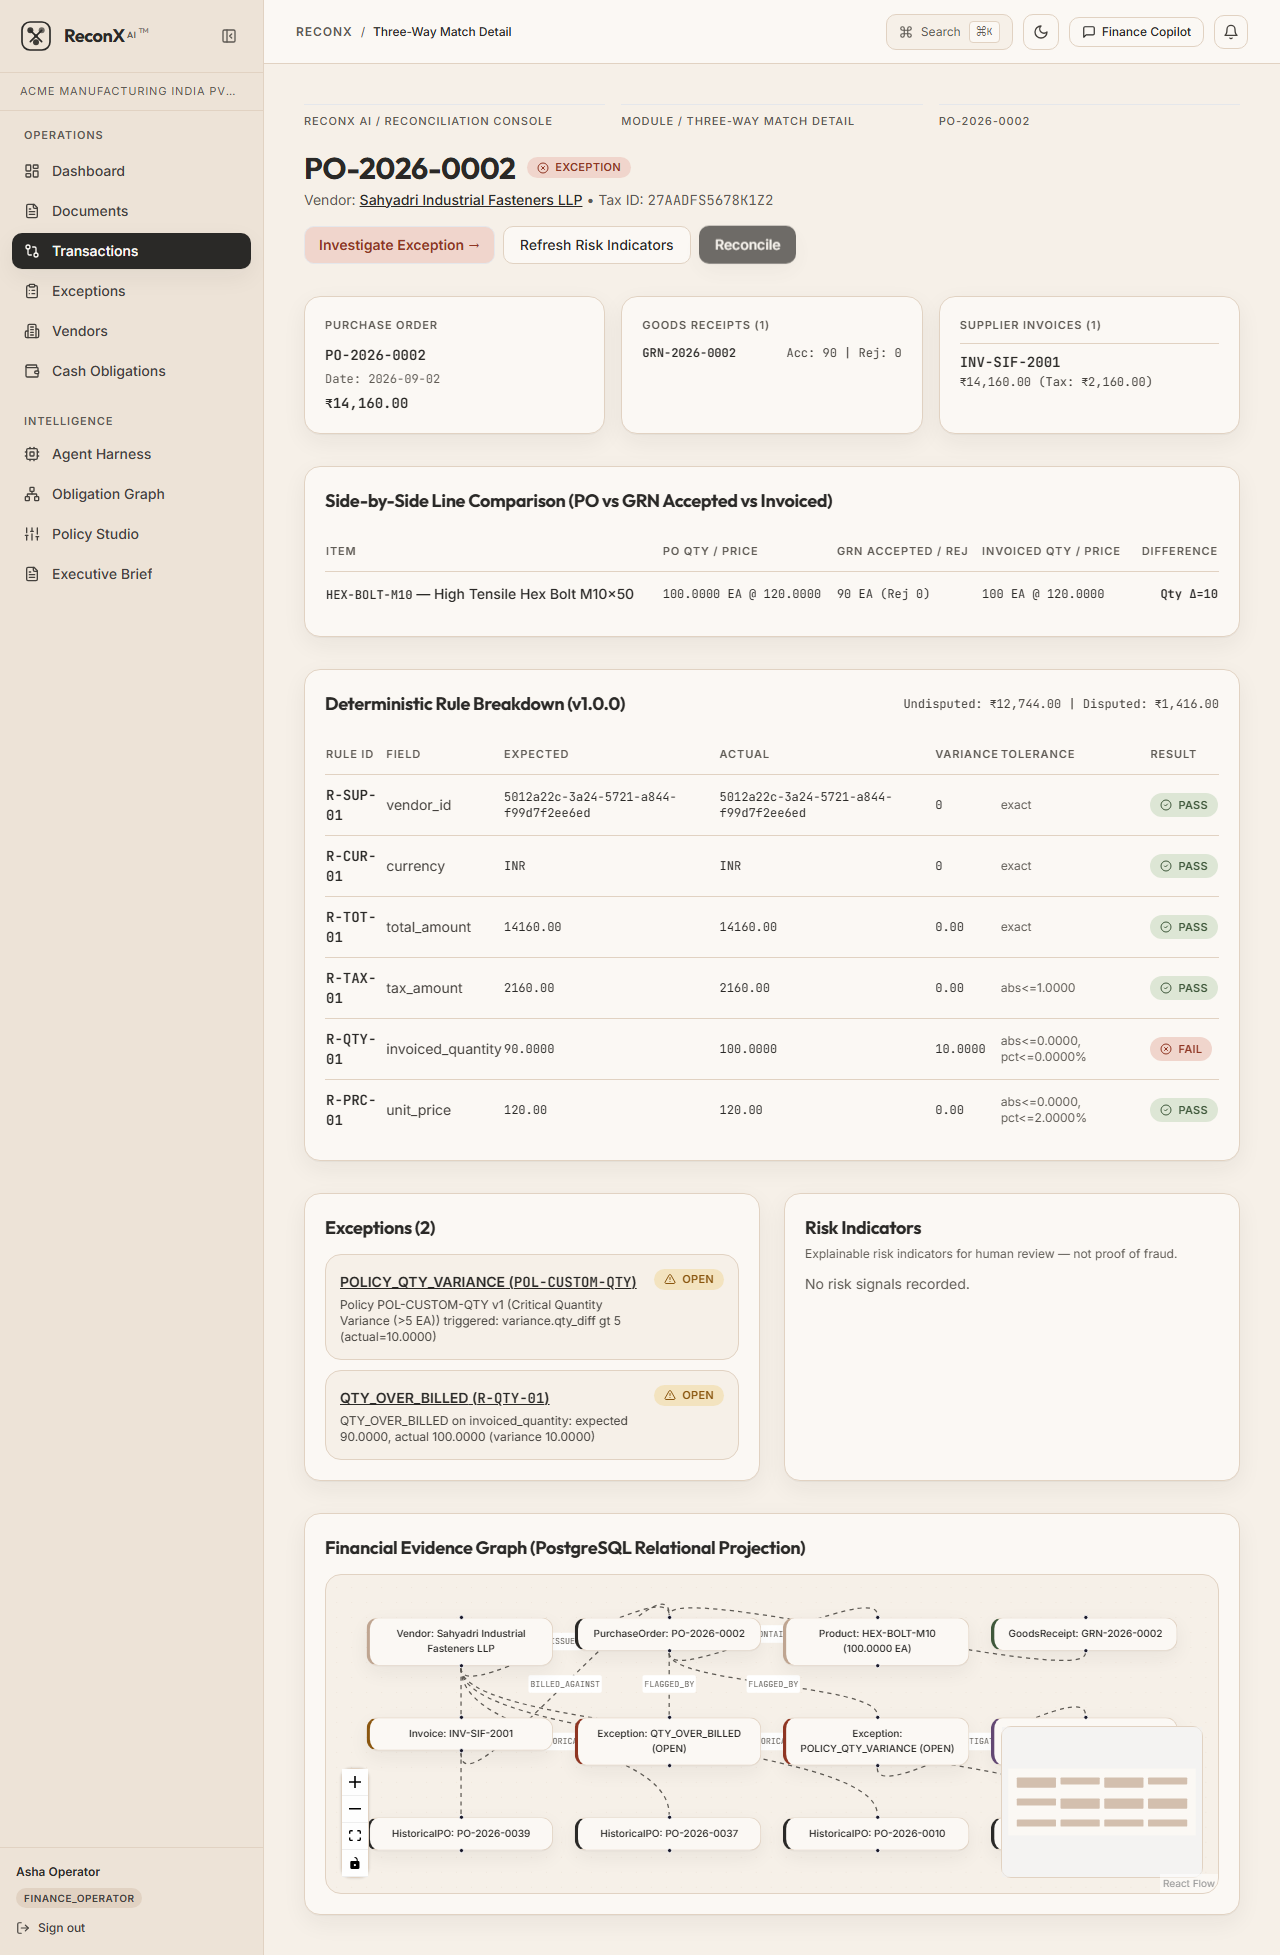 ReconX AI ™
ACME MANUFACTURING INDIA PV...
OPERATIONS
Dashboard
Documents
Transactions
Exceptions
Vendors
Cash Obligations
INTELLIGENCE
Agent Harness
Obligation Graph
Policy Studio
Executive Brief
Asha Operator
FINANCE_OPERATOR
Sign out
RECONX / Three-Way Match Detail
Search ⌘K
Finance Copilot
RECONX AI / RECONCILIATION CONSOLE
MODULE / THREE-WAY MATCH DETAIL
PO-2026-0002
PO-2026-0002 EXCEPTION
Vendor: Sahyadri Industrial Fasteners LLP • Tax ID: 27AADFS5678K1Z2
Investigate Exception →
Refresh Risk Indicators
Reconcile
PURCHASE ORDER
PO-2026-0002
Date: 2026-09-02
₹14,160.00
GOODS RECEIPTS (1)
GRN-2026-0002 Acc: 90 | Rej: 0
SUPPLIER INVOICES (1)
INV-SIF-2001
₹14,160.00 (Tax: ₹2,160.00)
Side-by-Side Line Comparison (PO vs GRN Accepted vs Invoiced)
ITEM PO QTY / PRICE GRN ACCEPTED / REJ INVOICED QTY / PRICE DIFFERENCE
HEX-BOLT-M10 — High Tensile Hex Bolt M10×50 100.0000 EA @ 120.0000 90 EA (Rej 0) 100 EA @ 120.0000 Qty Δ=10
Deterministic Rule Breakdown (v1.0.0)
Undisputed: ₹12,744.00 | Disputed: ₹1,416.00
RULE ID FIELD EXPECTED ACTUAL VARIANCE TOLERANCE RESULT
R-SUP-01 vendor_id 5012a22c-3a24-5721-a844-f99d7f2ee6ed 5012a22c-3a24-5721-a844-f99d7f2ee6ed 0 exact PASS
R-CUR-01 currency INR INR 0 exact PASS
R-TOT-01 total_amount 14160.00 14160.00 0.00 exact PASS
R-TAX-01 tax_amount 2160.00 2160.00 0.00 abs<=1.0000 PASS
R-QTY-01 invoiced_quantity 90.0000 100.0000 10.0000 abs<=0.0000, pct<=0.0000% FAIL
R-PRC-01 unit_price 120.00 120.00 0.00 abs<=0.0000, pct<=2.0000% PASS
Exceptions (2)
POLICY_QTY_VARIANCE (POL-CUSTOM-QTY) OPEN
Policy POL-CUSTOM-QTY v1 (Critical Quantity
Variance (>5 EA)) triggered: variance.qty_diff gt 5
(actual=10.0000)
QTY_OVER_BILLED (R-QTY-01) OPEN
QTY_OVER_BILLED on invoiced_quantity: expected
90.0000, actual 100.0000 (variance 10.0000)
Risk Indicators
Explainable risk indicators for human review — not proof of fraud.
No risk signals recorded.
Financial Evidence Graph (PostgreSQL Relational Projection)
Vendor: Sahyadri Industrial
Fasteners LLP
PurchaseOrder: PO-2026-0002
Product: HEX-BOLT-M10
(100.0000 EA)
GoodsReceipt: GRN-2026-0002
BILLED_AGAINST
FLAGGED_BY
FLAGGED_BY
Invoice: INV-SIF-2001
Exception: QTY_OVER_BILLED
(OPEN)
Exception:
POLICY_QTY_VARIANCE (OPEN)
HistoricalPO: PO-2026-0039
HistoricalPO: PO-2026-0037
HistoricalPO: PO-2026-0010
React Flow